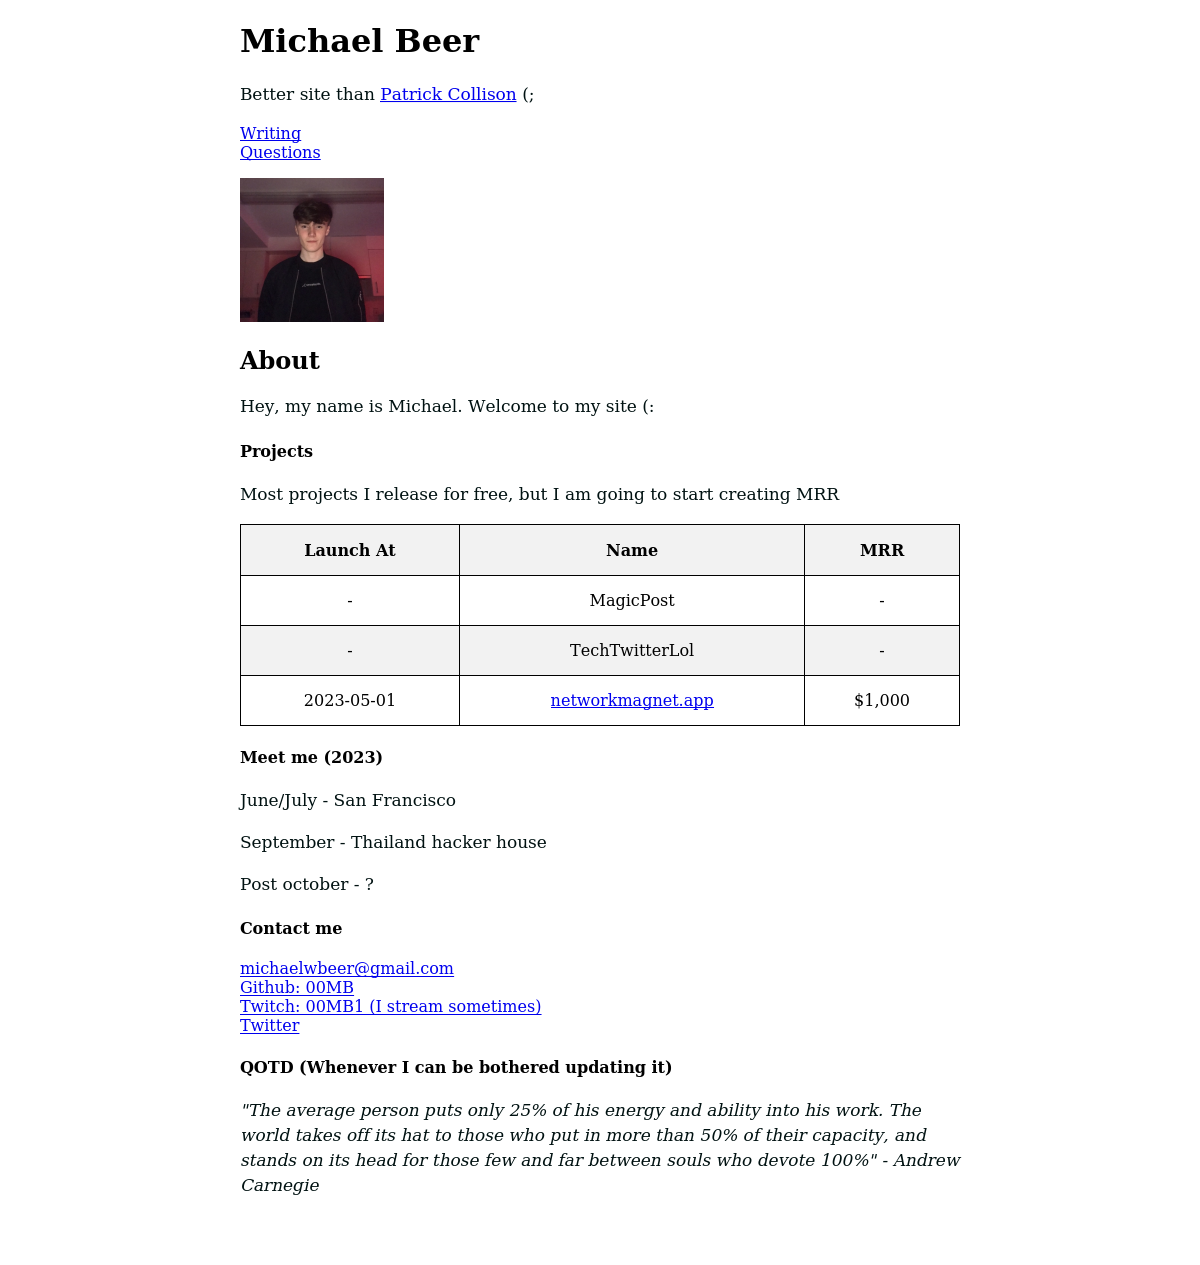 Michael Beer
Better site than Patrick Collison (;
Writing
Questions
About
Hey, my name is Michael. Welcome to my site (:
Projects
Most projects I release for free, but I am going to start creating MRR
Launch At Name MRR
- MagicPost -
- TechTwitterLol -
2023-05-01 networkmagnet.app $1,000
Meet me (2023)
June/July - San Francisco
September - Thailand hacker house
Post october - ?
Contact me
michaelwbeer@gmail.com
Github: 00MB
Twitch: 00MB1 (I stream sometimes)
Twitter
QOTD (Whenever I can be bothered updating it)
"The average person puts only 25% of his energy and ability into his work. The
world takes off its hat to those who put in more than 50% of their capacity, and
stands on its head for those few and far between souls who devote 100%" - Andrew
Carnegie